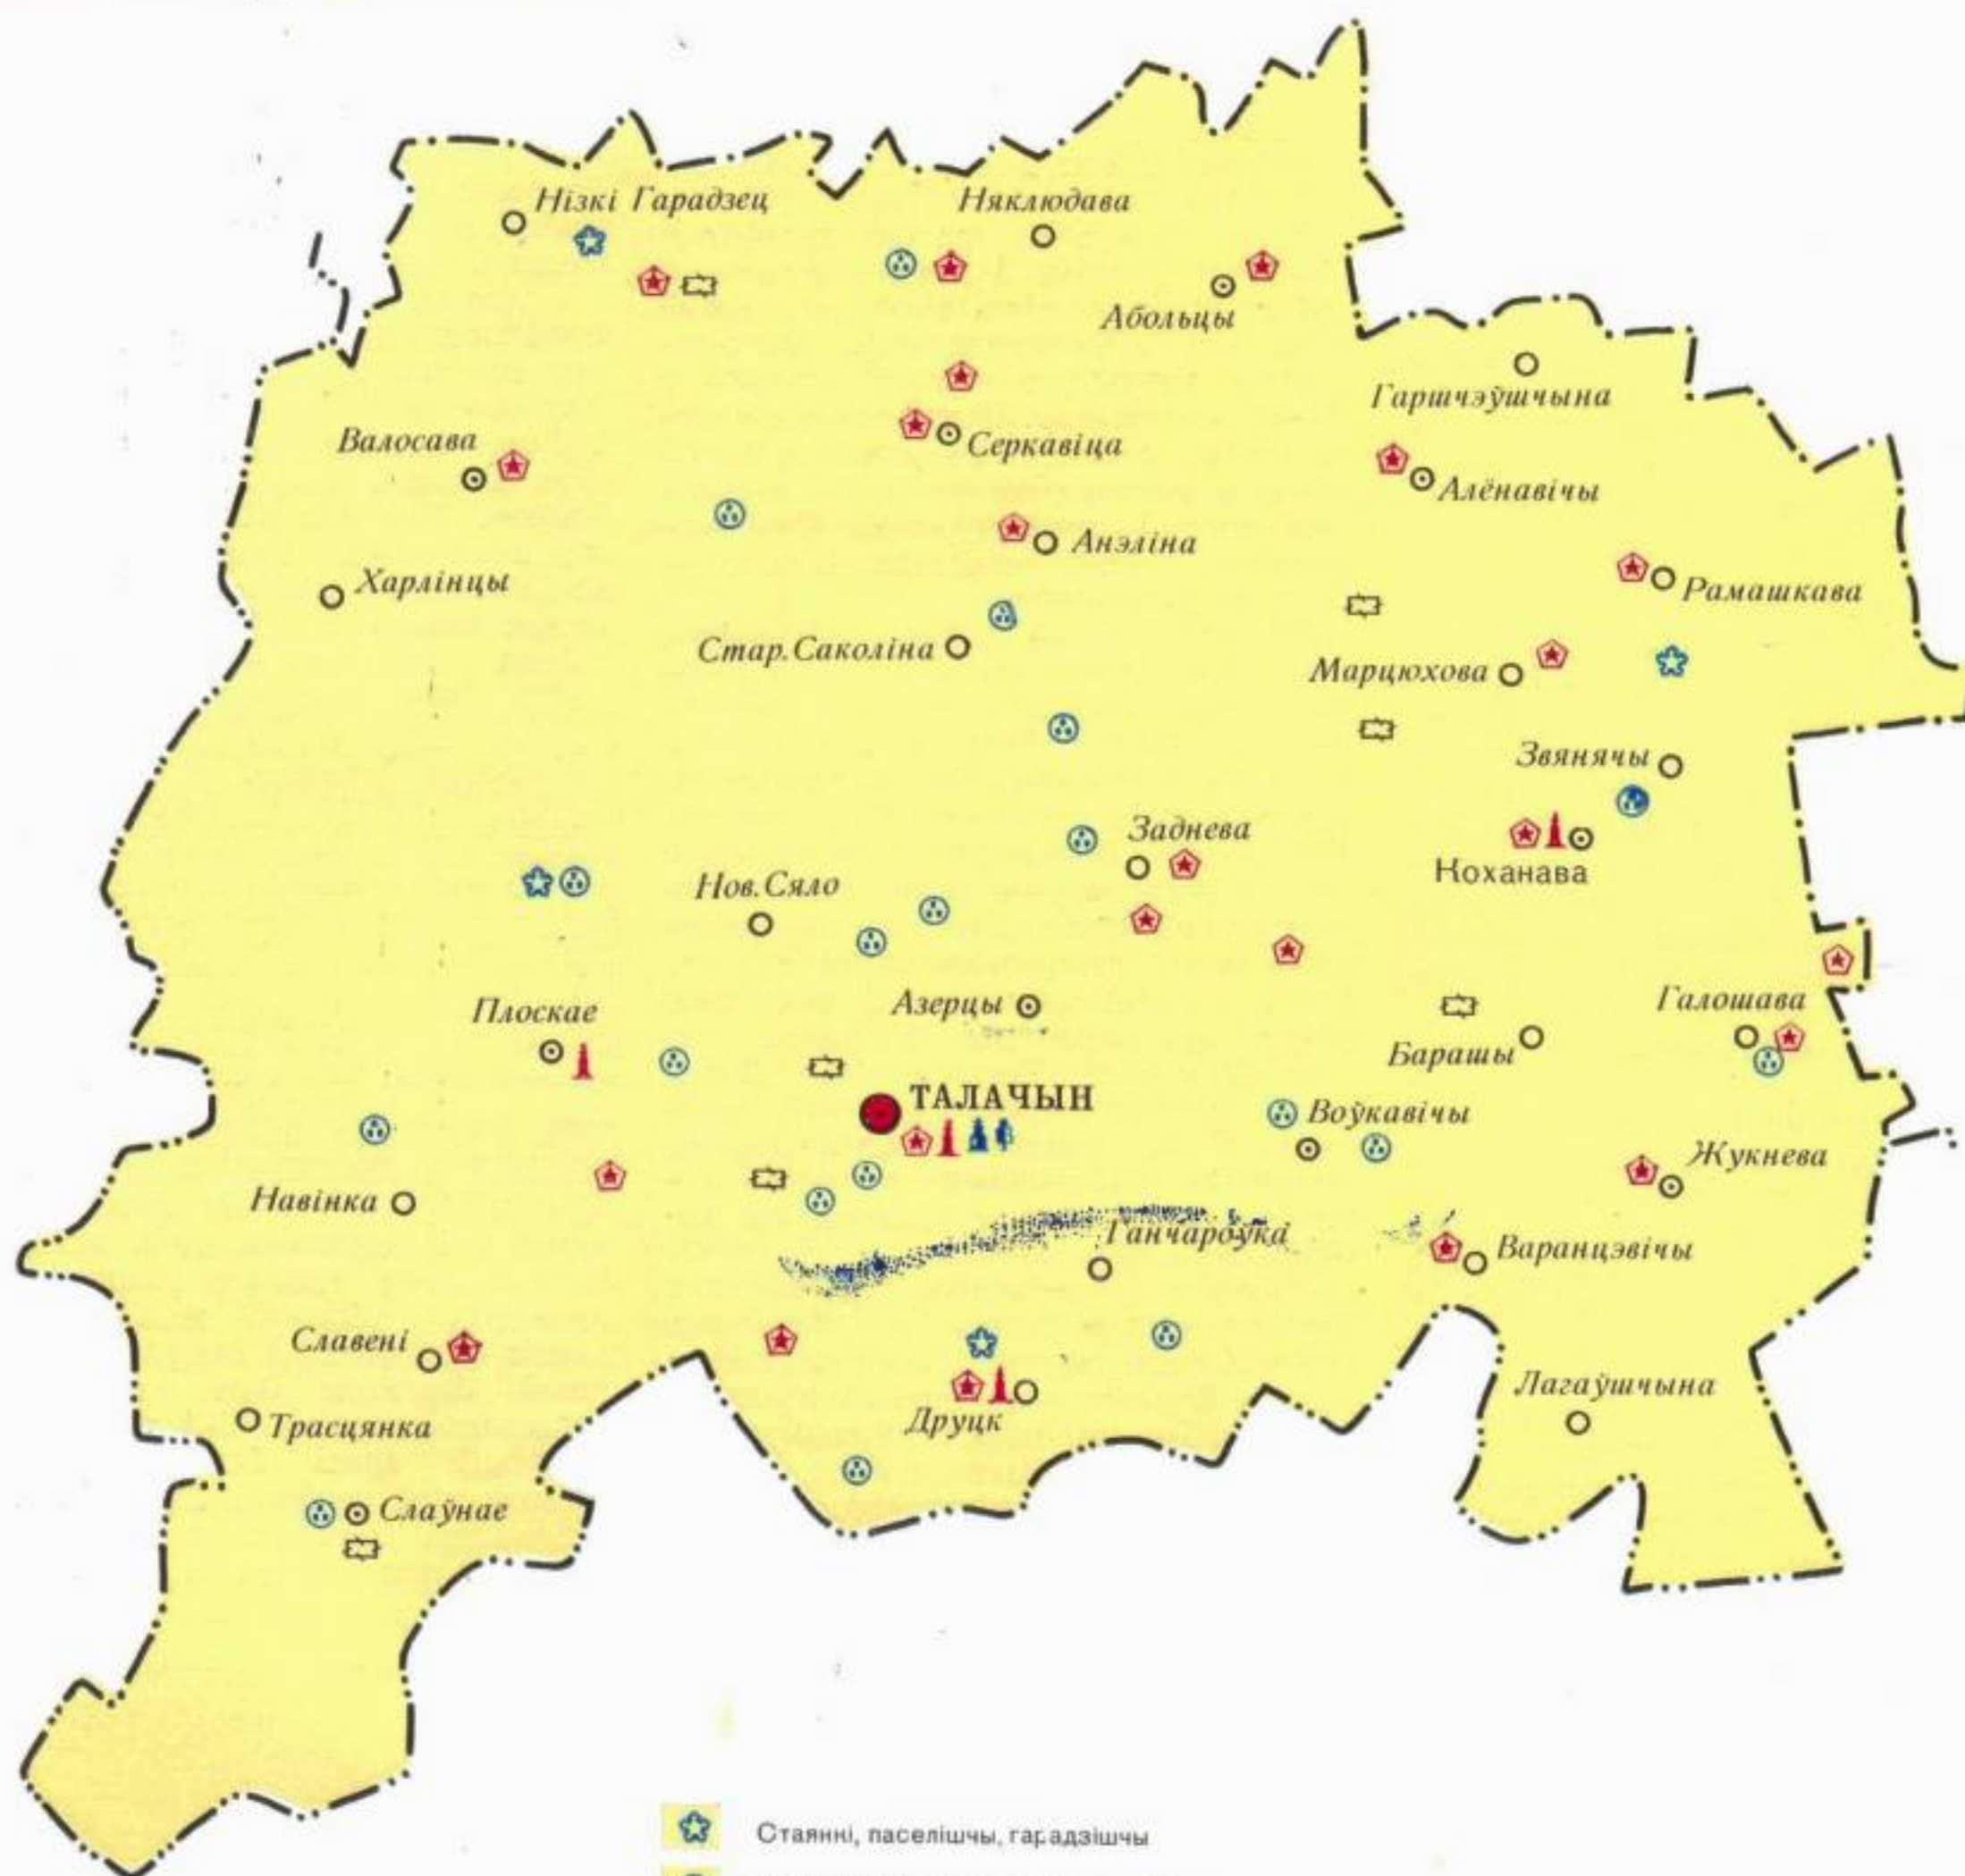 Нізкі Гарадзец
Няклюдава
Абольцы
Гаршчэўшчына
Валосава
Серкавіца
Алёнавічы
Анэліна
Харлінцы
Рамашкава
Стар.Саколіна
Марцюхова
Звянячы
Заднева
Коханава
Нов.Сяло
Азерцы
Галошава
Плоскае
Барашы
ТАЛАЧЫН
Воўкавічы
Жукнева
Навінка
Ганчароўка
Варанцэвічы
Славені
Лагаўшчына
Друцк
Трасцянка
Слаўнае
Стаянкі, паселішчы, гарадзішчы